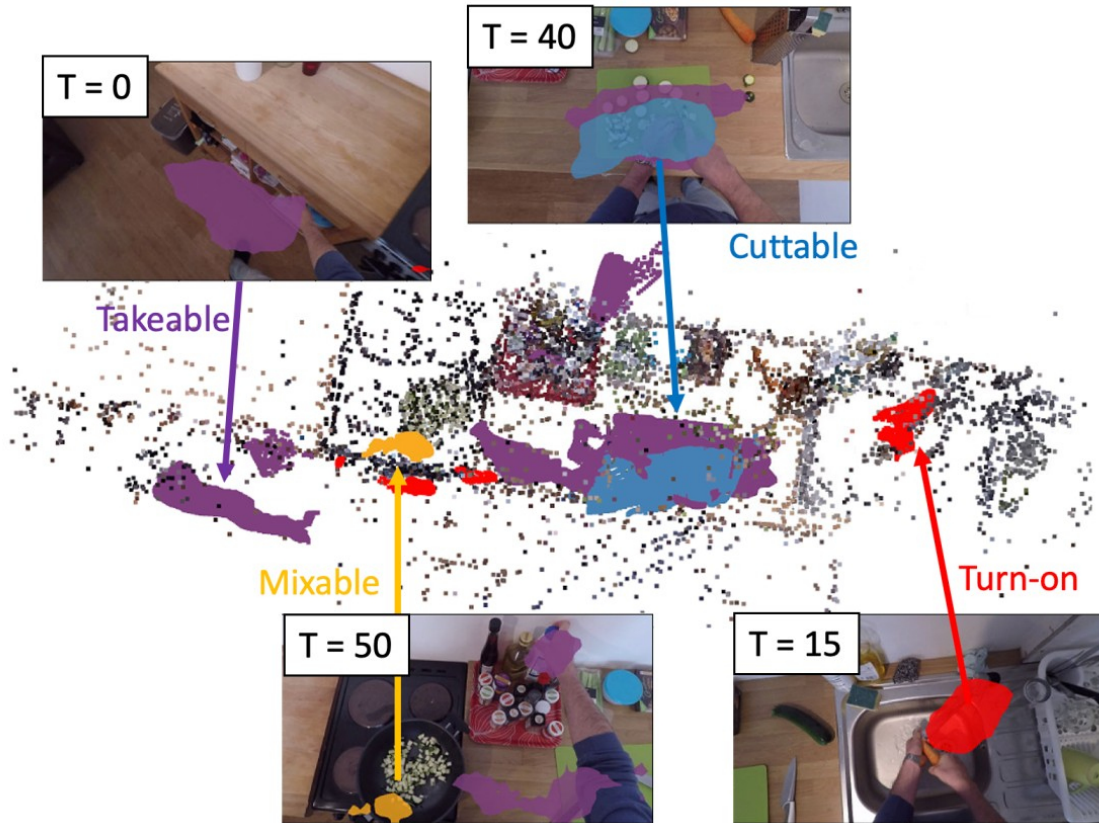 T = 0
T = 40
Takeable
Cuttable
Mixable
Turn-on
T = 50
T = 15